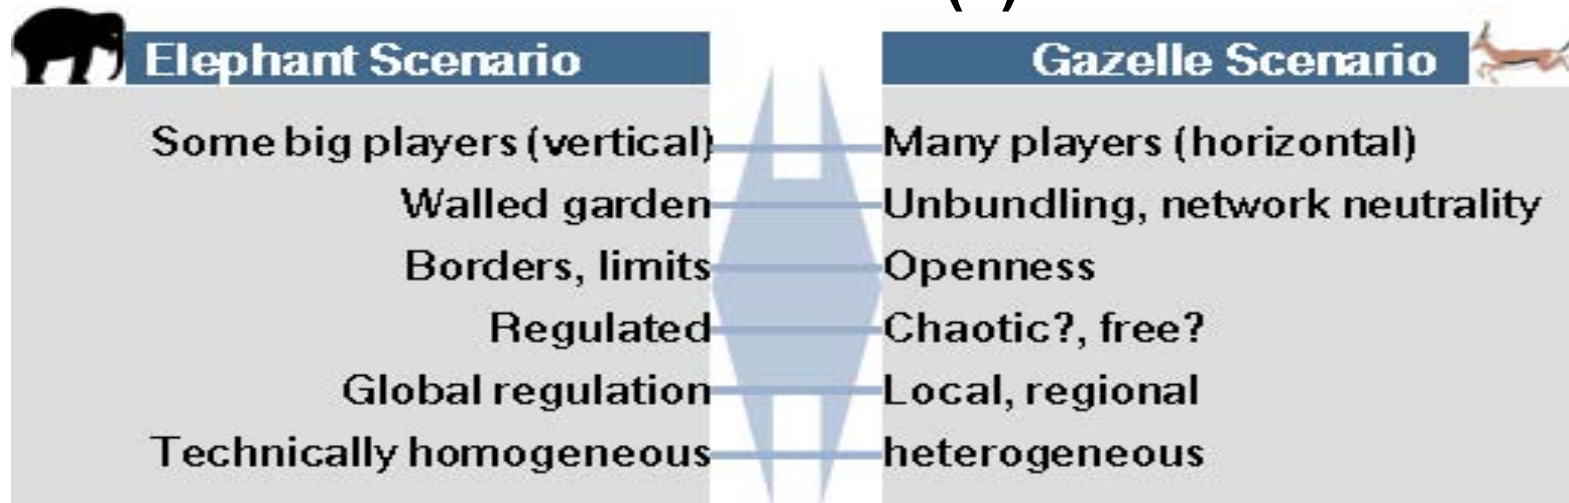 Elephant Scenario
Gazelle Scenario
Some big players (vertical)
Many players (horizontal)
Walled garden
Unbundling, network neutrality
Borders, limits
Openness
Regulated
Chaotic?, free?
Global regulation
Local, regional
Technically homogeneous
heterogeneous